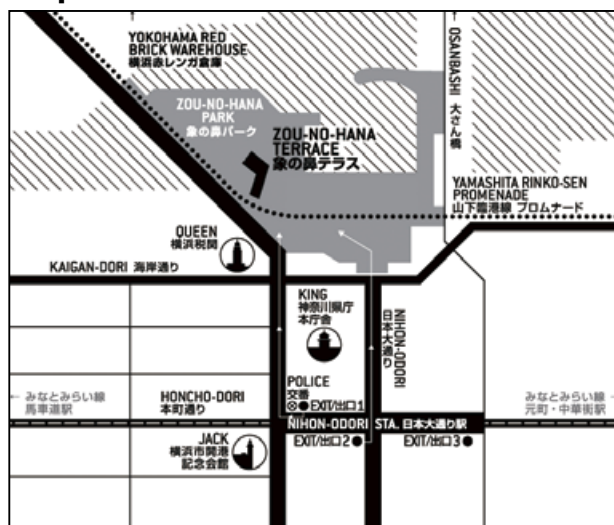 YOKOHAMA RED
BRICK WAREHOUSE
横浜赤レンガ倉庫
OSANBASHI 大さん橋
ZOU-NO-HANA
PARK
象の鼻パーク
ZOU-NO-HANA
TERRACE
象の鼻テラス
YAMASHITA RINKO-SEN
PROMENADE
山下臨港線 プロムナード
QUEEN
横浜税関
KAIGAN-DORI 海岸通り
KING
神奈川県庁
本庁舎
NIHON-ODORI
日本大通り
POLICE
交番
EXIT/出口1
← みなとみらい線
馬車道駅
HONCHO-DORI
本町通り
みなとみらい線 →
元町・中華街駅
NIHON-ODORI STA. 日本大通り駅
EXIT/出口2
EXIT/出口3
JACK
横浜市開港
記念会館